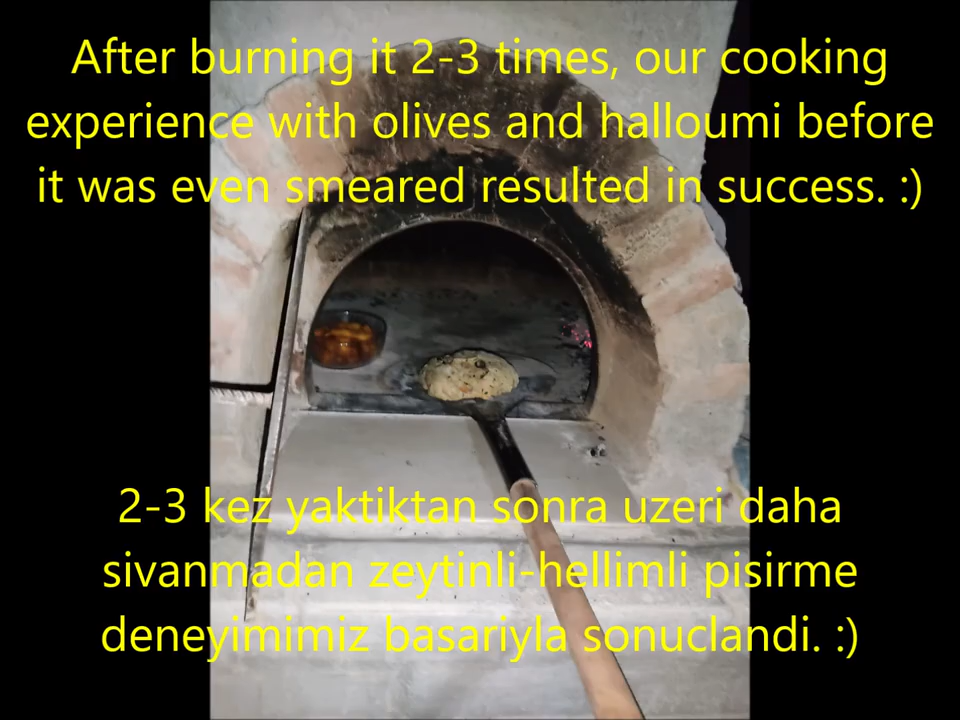 After burning it 2-3 times, our cooking
experience with olives and halloumi before
it was even smeared resulted in success. :)
2-3 kez yaktiktan sonra uzeri daha
sivanmadan zeytinli-hellimli pisirme
deneyimimiz basariyla sonuclandi. :)